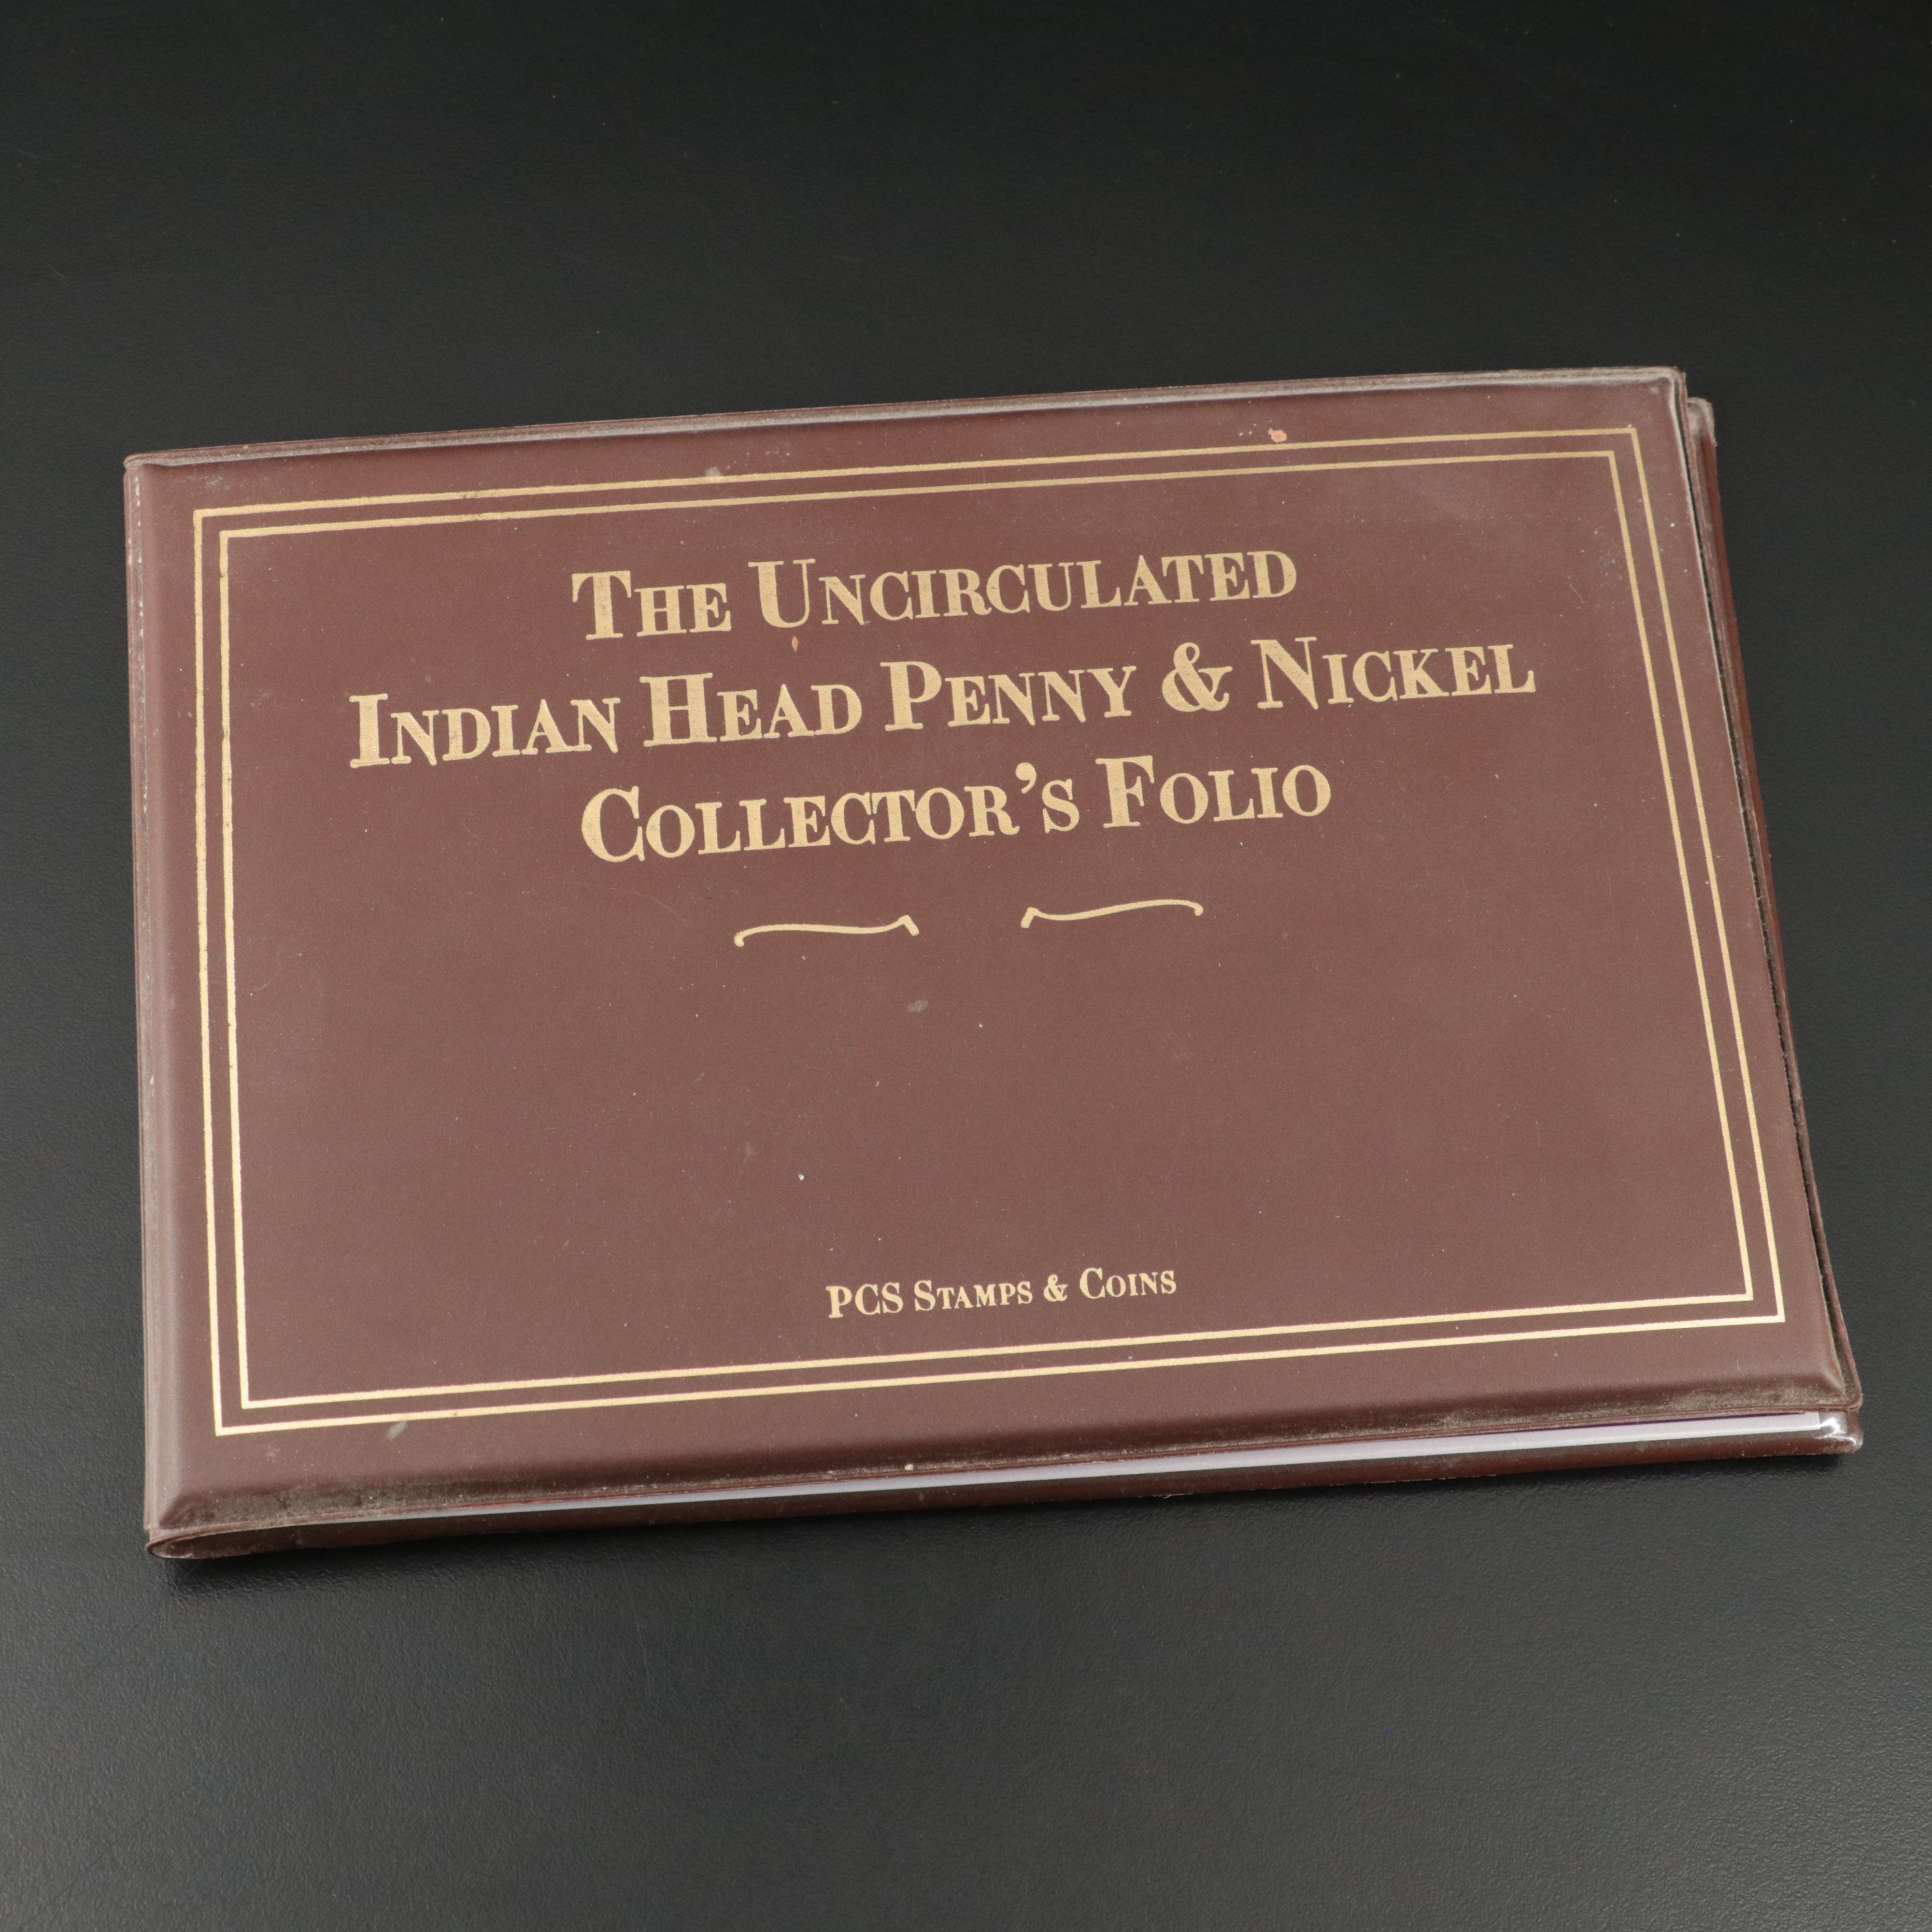 The Uncirculated
Indian Head Penny & Nickel
Collector's Folio
PCS Stamps & Coins